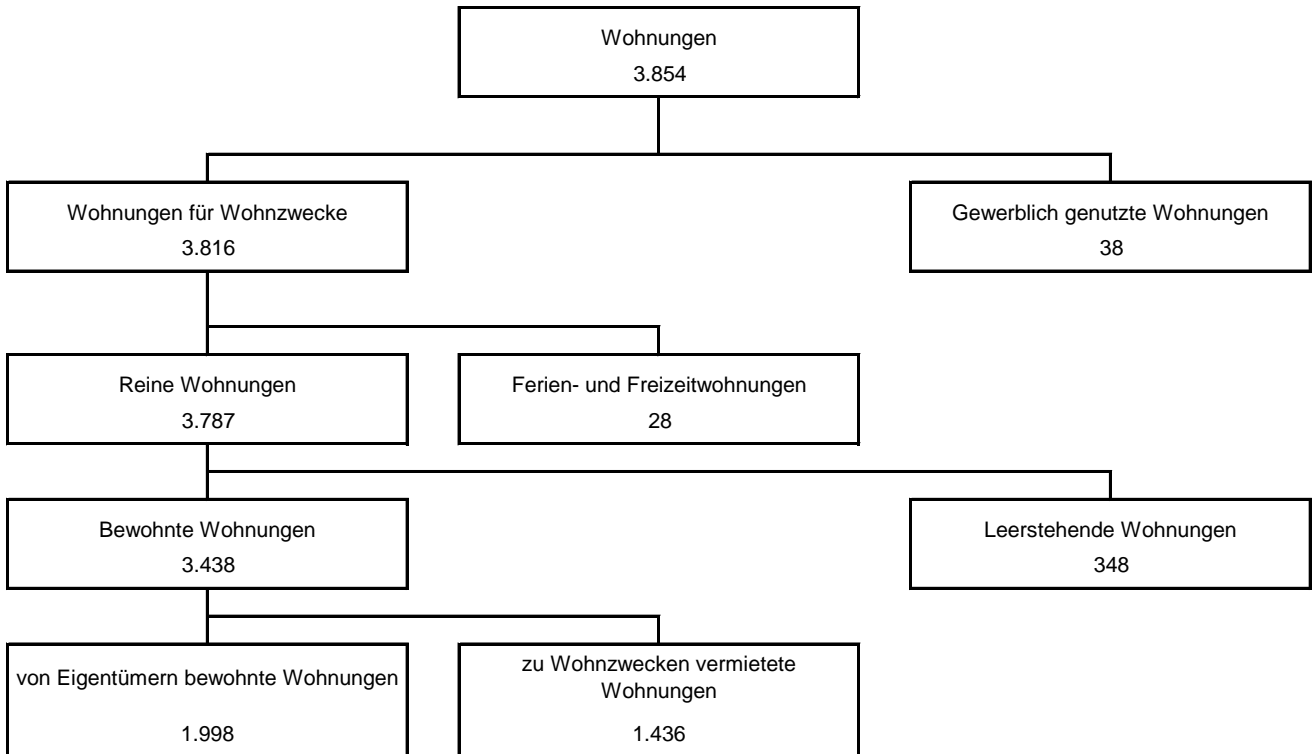 Wohnungen
3.854
Wohnungen für Wohnzwecke
3.816
Gewerblich genutzte Wohnungen
38
Reine Wohnungen
3.787
Ferien- und Freizeitwohnungen
28
Bewohnte Wohnungen
3.438
Leerstehende Wohnungen
348
von Eigentümern bewohnte Wohnungen
1.998
zu Wohnzwecken vermietete
Wohnungen
1.436